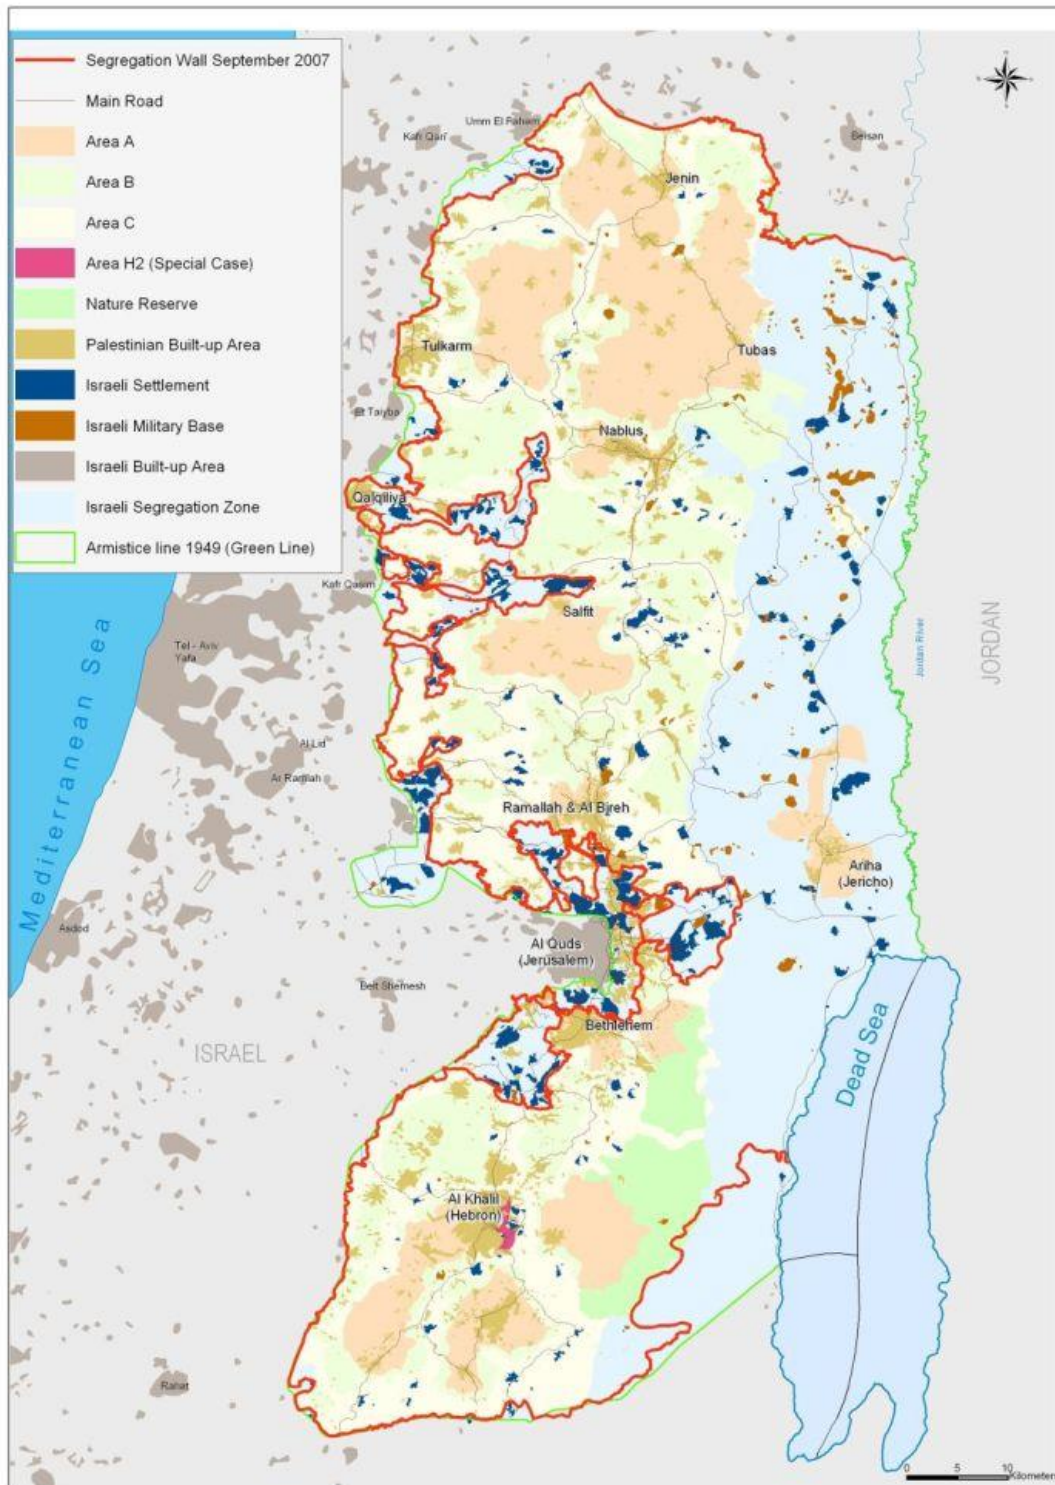 Segregation Wall September 2007
Main Road
Area A
Area B
Area C
Area H2 (Special Case)
Nature Reserve
Palestinian Built-up Area
Israeli Settlement
Israeli Military Base
Israeli Built-up Area
Israeli Segregation Zone
Armistice line 1949 (Green Line)
Umm El Fahem
Kafr Qari
Beisan
Jenin
Tulkarm
Tubas
Et Taiyba
Nablus
Qalqiliya
Kafr Qasim
Salfit
Tel - Aviv
Yafa
Mediterranean Sea
Jordan River
JORDAN
Al Lid
Ar Ramlah
Ramallah & Al Bireh
Ariha
(Jericho)
Asdod
Al Quds
(Jerusalem)
Beit Shemesh
Bethlehem
ISRAEL
Dead Sea
Al Khalil
(Hebron)
Rahat
0 5 10
Kilometers